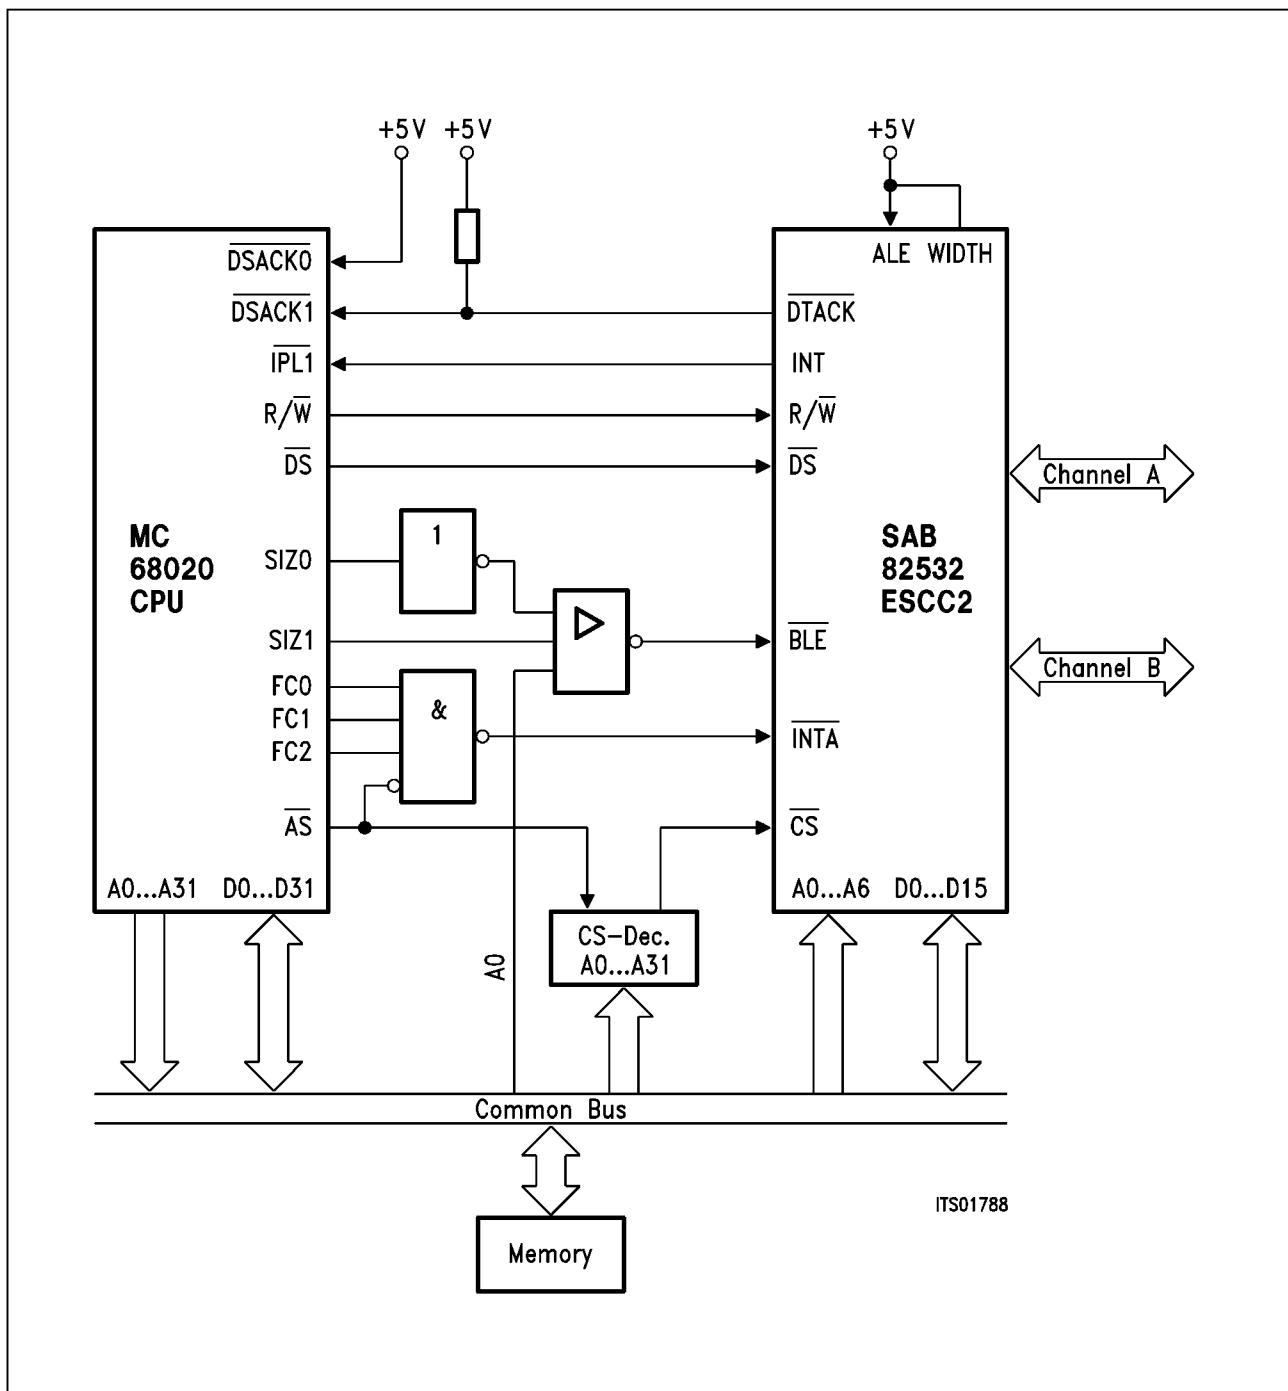 +5V +5V +5V
ALE WIDTH
DSACK0
DSACK1 DTACK
IPL1 INT
R/W R/W
DS DS
Channel A
MC
68020
CPU
SAB
82532
ESCC2
1
SIZ0
SIZ1 BLE
Channel B
FC0
FC1
FC2
&
INTA
AS CS
A0...A31 D0...D31
A0...A6 D0...D15
CS-Dec.
A0...A31
A0
Common Bus
ITS01788
Memory